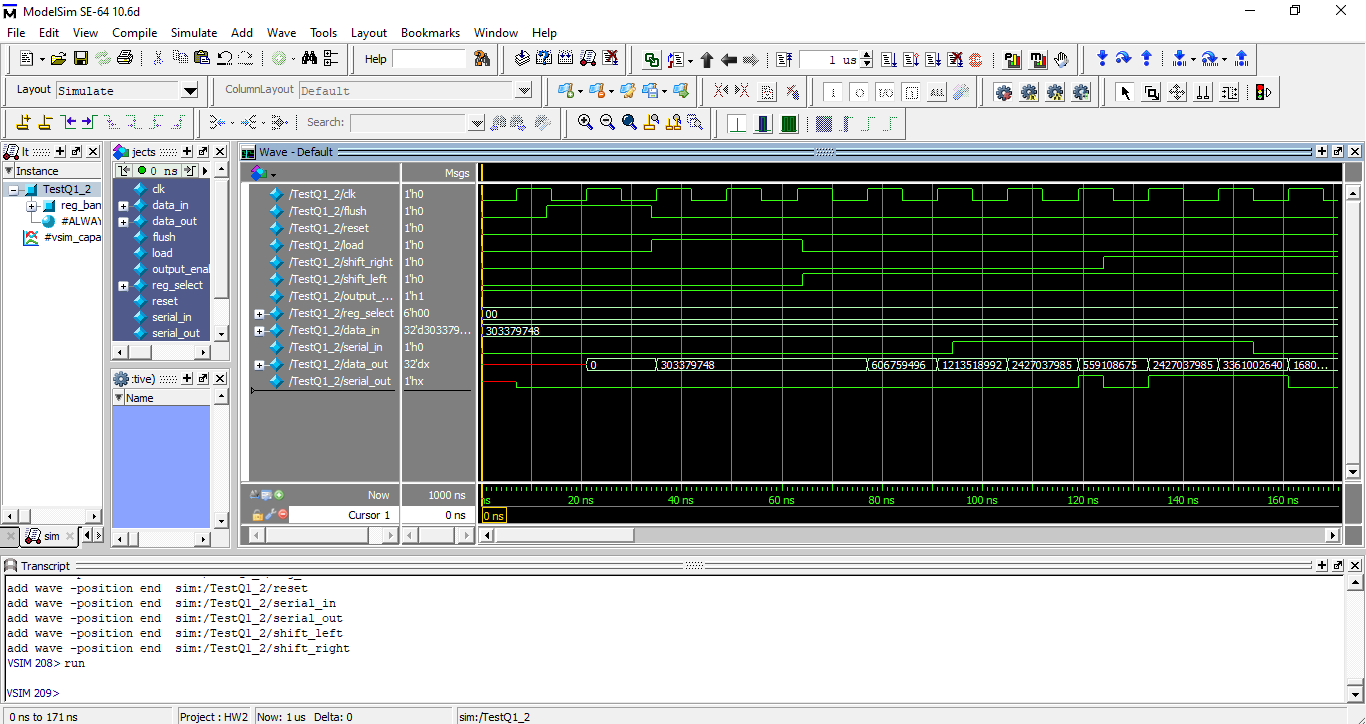 ModelSim SE-64 10.6d
File Edit View Compile Simulate Add Wave Tools Layout Bookmarks Window Help
Help
1 us
Layout Simulate
ColumnLayout Default
ALL
Search:
It
jects
Wave - Default
Instance
TestQ1_2
reg_ban
#ALWAY
#vsim_capa
0 ns
clk
data_in
data_out
flush
load
output_enal
reg_select
reset
serial_in
serial_out
:tive)
Name
sim
Msgs
/TestQ1_2/clk 1'h0
/TestQ1_2/flush 1'h0
/TestQ1_2/reset 1'h0
/TestQ1_2/load 1'h0
/TestQ1_2/shift_right 1'h0
/TestQ1_2/shift_left 1'h0
/TestQ1_2/output_... 1'h1
/TestQ1_2/reg_select 6'h00 00
/TestQ1_2/data_in 32'd303379... 303379748
/TestQ1_2/serial_in 1'h0
/TestQ1_2/data_out 32'dx 0 303379748 606759496 1213518992 2427037985 559108675 2427037985 3361002640 1680...
/TestQ1_2/serial_out 1'hx
Now 1000 ns
ns 20 ns 40 ns 60 ns 80 ns 100 ns 120 ns 140 ns 160 ns
Cursor 1 0 ns 0 ns
Transcript
add wave -position end sim:/TestQ1_2/reset
add wave -position end sim:/TestQ1_2/serial_in
add wave -position end sim:/TestQ1_2/serial_out
add wave -position end sim:/TestQ1_2/shift_left
add wave -position end sim:/TestQ1_2/shift_right
VSIM 208> run
VSIM 209>
0 ns to 171 ns Project : HW2 Now: 1 us Delta: 0 sim:/TestQ1_2